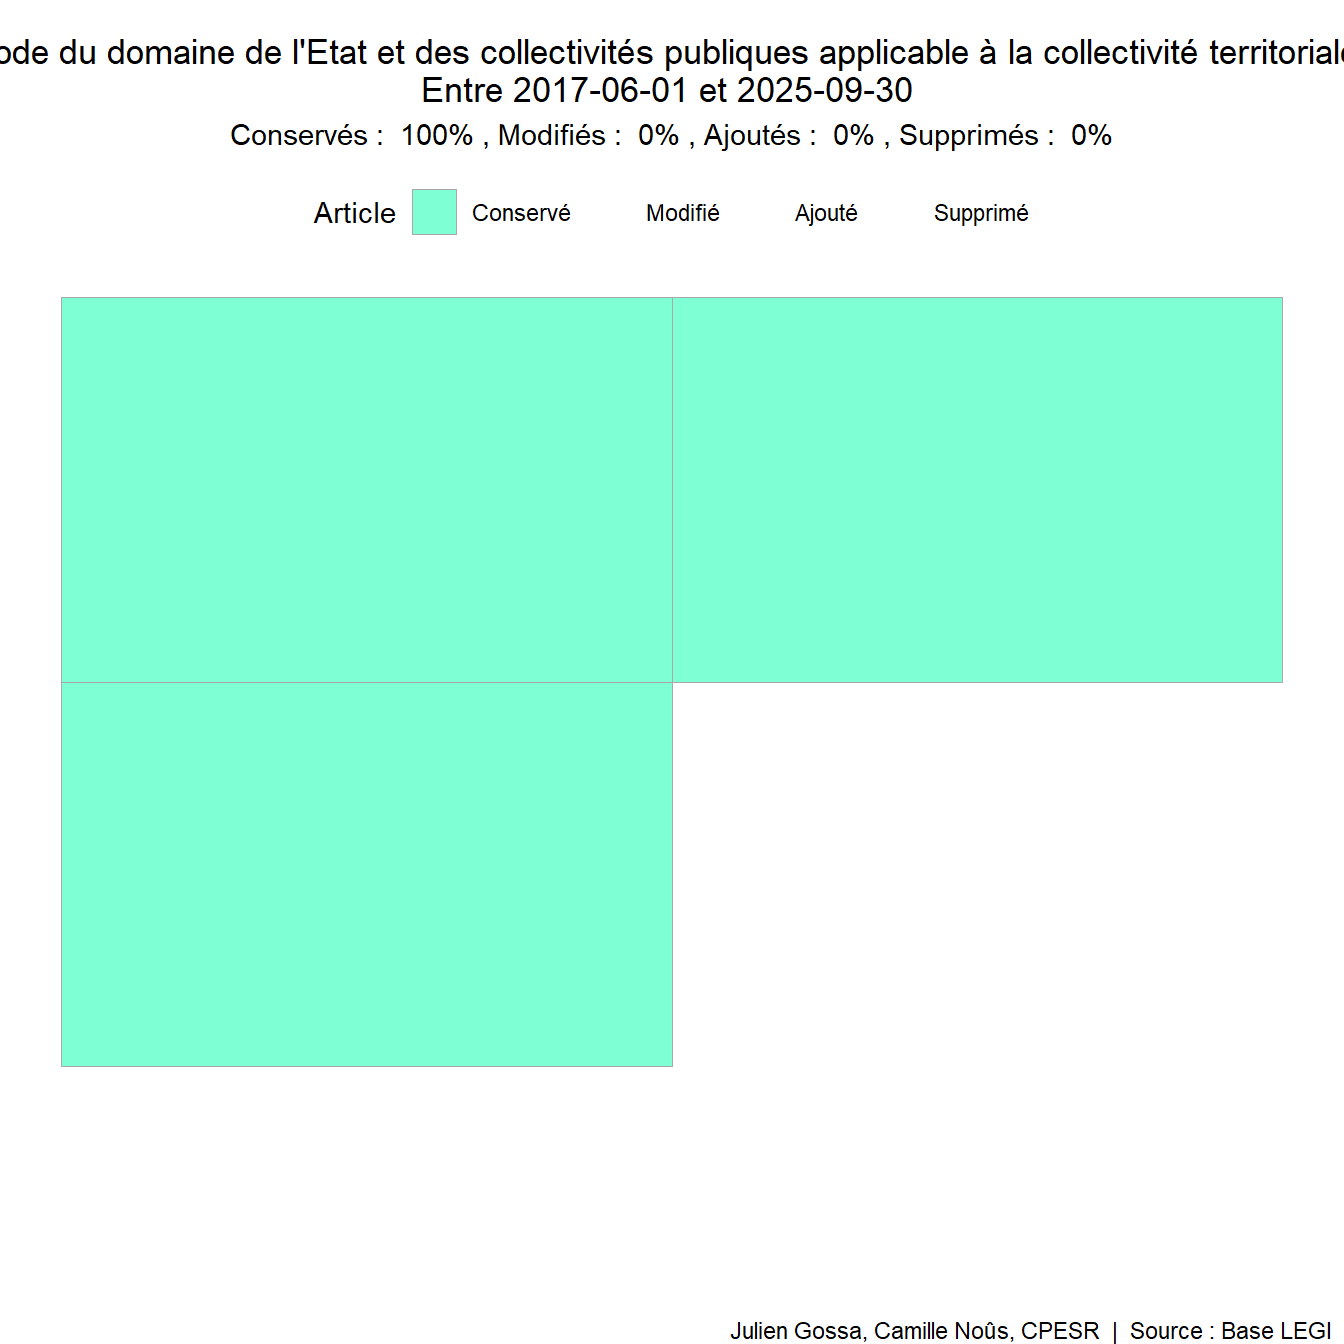 ode du domaine de l'Etat et des collectivités publiques applicable à la collectivité territoriale
Entre 2017-06-01 et 2025-09-30
Conservés :  100% , Modifiés :  0% , Ajoutés :  0% , Supprimés :  0%
Article Conservé Modifié Ajouté Supprimé
Julien Gossa, Camille Noûs, CPESR  |  Source : Base LEGI